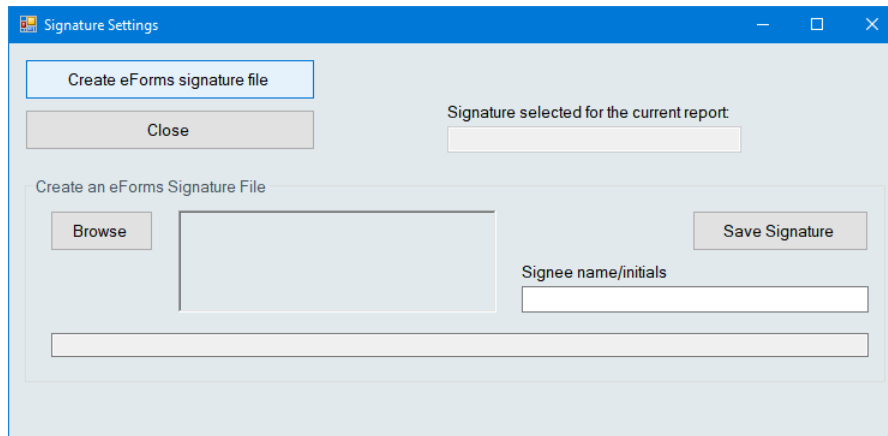 Signature Settings
Create eForms signature file
Close
Signature selected for the current report:
Create an eForms Signature File
Browse
Save Signature
Signee name/initials